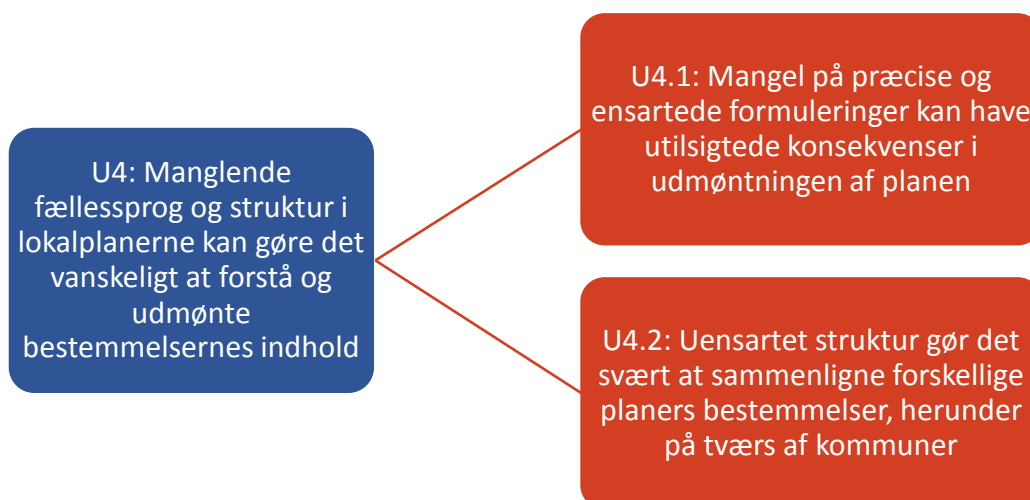 U4: Manglende
fællessprog og struktur i
lokalplanerne kan gøre det
vanskeligt at forstå og
udmønte
bestemmelsernes indhold
U4.1: Mangel på præcise og
ensartede formuleringer kan have
utilsigtede konsekvenser i
udmøntningen af planen
U4.2: Uensartet struktur gør det
svært at sammenligne forskellige
planers bestemmelser, herunder
på tværs af kommuner